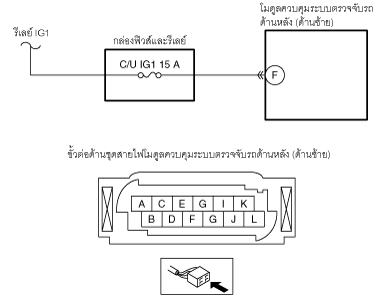 โมดูลควบคุมระบบตรวจจับรถ
ด้านหลัง (ด้านซ้าย)
รีเลย์ IG1
กล่องฟิวส์และรีเลย์
C/U IG1 15 A
F
ขั้วต่อด้านชุดสายไฟโมดูลควบคุมระบบตรวจจับรถด้านหลัง (ด้านซ้าย)
A C E G I K
B D F G J L